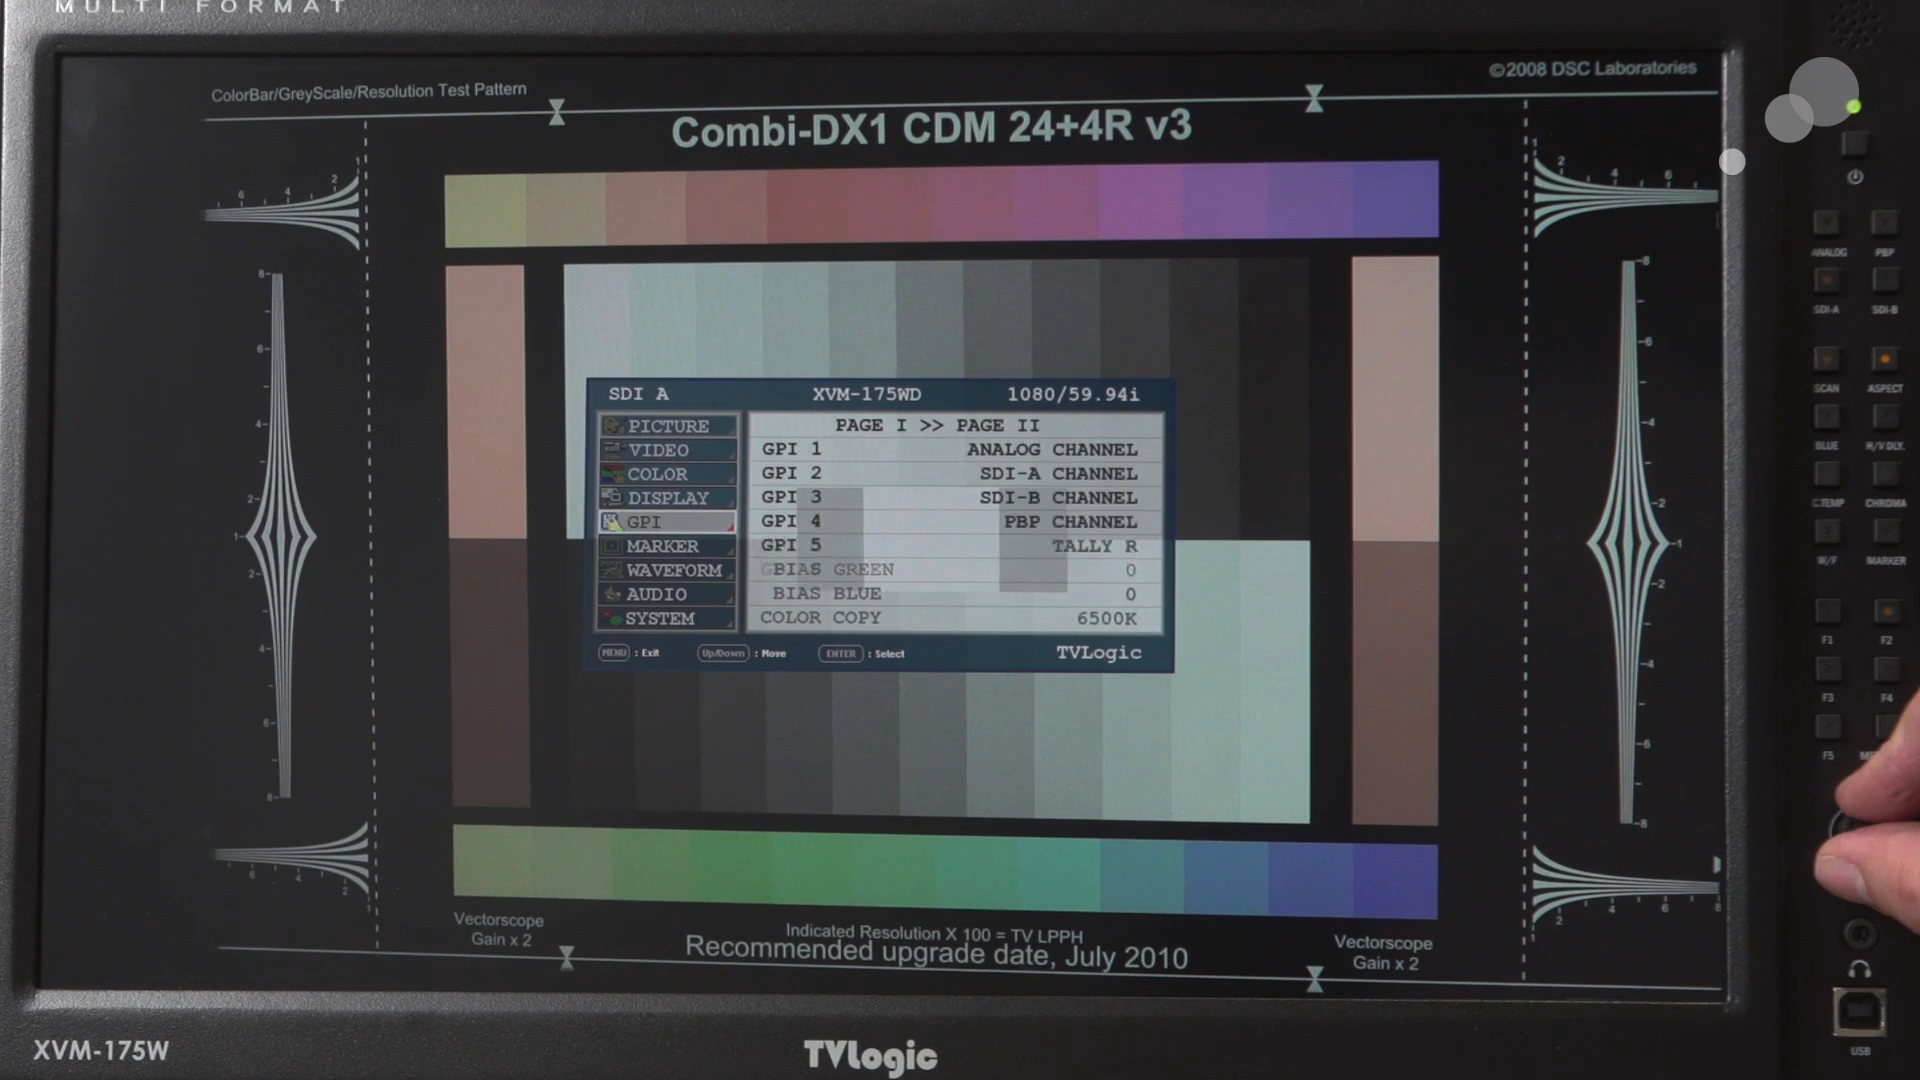 MULTI FORMAT
ColorBar/GreyScale/Resolution Test Pattern
©2008 DSC Laboratories
Combi-DX1 CDM 24+4R v3
SDI A XVM-175WD 1080/59.94i
PICTURE
VIDEO
COLOR
DISPLAY
GPI
MARKER
WAVEFORM
AUDIO
SYSTEM
PAGE I >> PAGE II
GPI 1 ANALOG CHANNEL
GPI 2 SDI-A CHANNEL
GPI 3 SDI-B CHANNEL
GPI 4 PBP CHANNEL
GPI 5 TALLY R
BIAS GREEN 0
BIAS BLUE 0
COLOR COPY 6500K
MENU : Exit Up/Down : Move ENTER : Select TVLogic
Vectorscope
Gain x 2
Indicated Resolution X 100 = TV LPPH
Recommended upgrade date, July 2010
Vectorscope
Gain x 2
ANALOG PBP
SDI-A SDI-B
SCAN ASPECT
BLUE H/V DLY.
C.TEMP CHROMA
W/F MARKER
F1 F2
F3 F4
F5
USB
XVM-175W
TVLogic